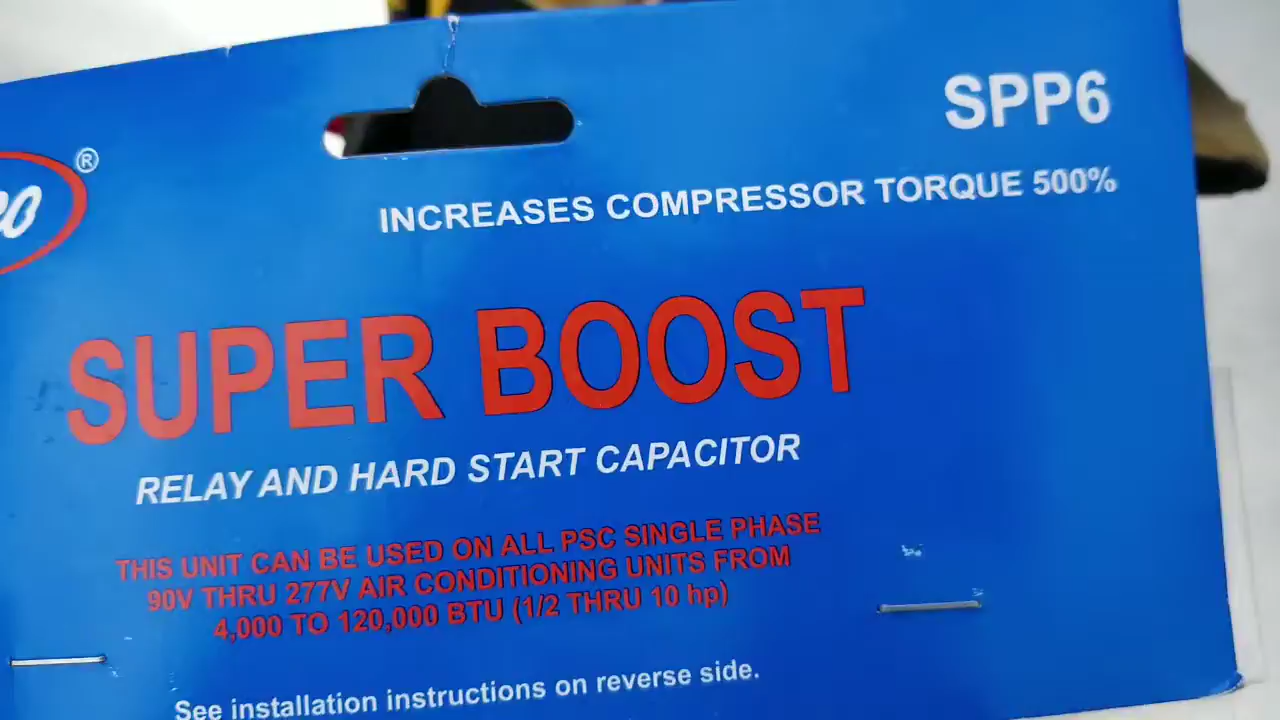 SPP6
®
INCREASES COMPRESSOR TORQUE 500%
SUPER BOOST
RELAY AND HARD START CAPACITOR
THIS UNIT CAN BE USED ON ALL PSC SINGLE PHASE
90V THRU 277V AIR CONDITIONING UNITS FROM
4,000 TO 120,000 BTU (1/2 THRU 10 hp)
See installation instructions on reverse side.